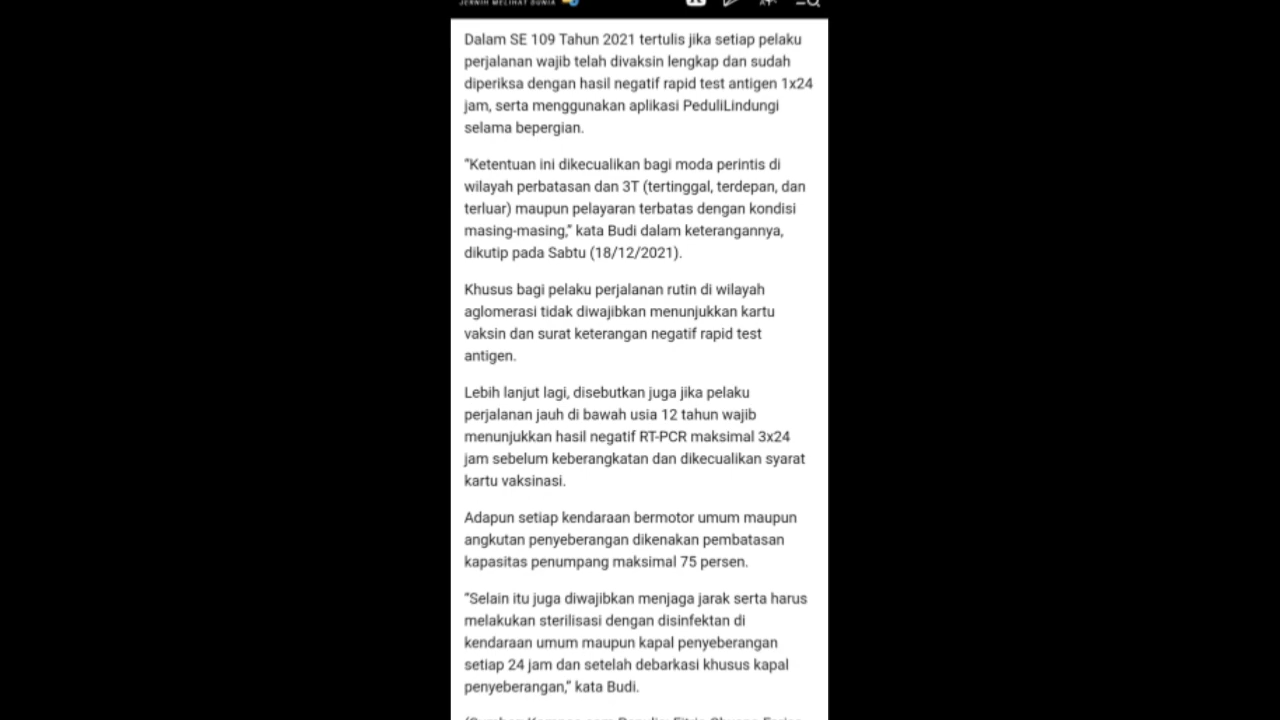 JERNIH MELIHAT DUNIA
Dalam SE 109 Tahun 2021 tertulis jika setiap pelaku
perjalanan wajib telah divaksin lengkap dan sudah
diperiksa dengan hasil negatif rapid test antigen 1x24
jam, serta menggunakan aplikasi PeduliLindungi
selama bepergian.
“Ketentuan ini dikecualikan bagi moda perintis di
wilayah perbatasan dan 3T (tertinggal, terdepan, dan
terluar) maupun pelayaran terbatas dengan kondisi
masing-masing,” kata Budi dalam keterangannya,
dikutip pada Sabtu (18/12/2021).
Khusus bagi pelaku perjalanan rutin di wilayah
aglomerasi tidak diwajibkan menunjukkan kartu
vaksin dan surat keterangan negatif rapid test
antigen.
Lebih lanjut lagi, disebutkan juga jika pelaku
perjalanan jauh di bawah usia 12 tahun wajib
menunjukkan hasil negatif RT-PCR maksimal 3x24
jam sebelum keberangkatan dan dikecualikan syarat
kartu vaksinasi.
Adapun setiap kendaraan bermotor umum maupun
angkutan penyeberangan dikenakan pembatasan
kapasitas penumpang maksimal 75 persen.
“Selain itu juga diwajibkan menjaga jarak serta harus
melakukan sterilisasi dengan disinfektan di
kendaraan umum maupun kapal penyeberangan
setiap 24 jam dan setelah debarkasi khusus kapal
penyeberangan,” kata Budi.